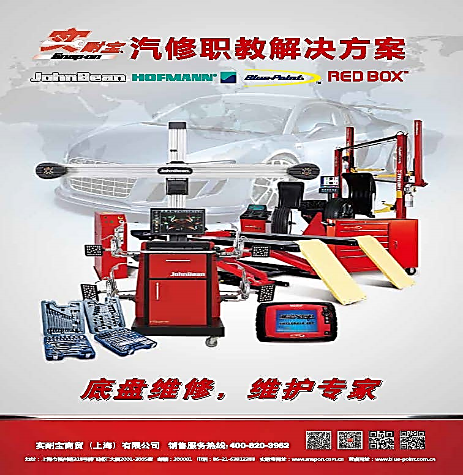 实耐宝 汽修职教解决方案
Snap-on
JohnBean HOFMANN Blue-Point RED BOX
JohnBean
JohnBean
底盘维修，维护专家
实耐宝商贸（上海）有限公司 销售服务热线: 400-820-3962